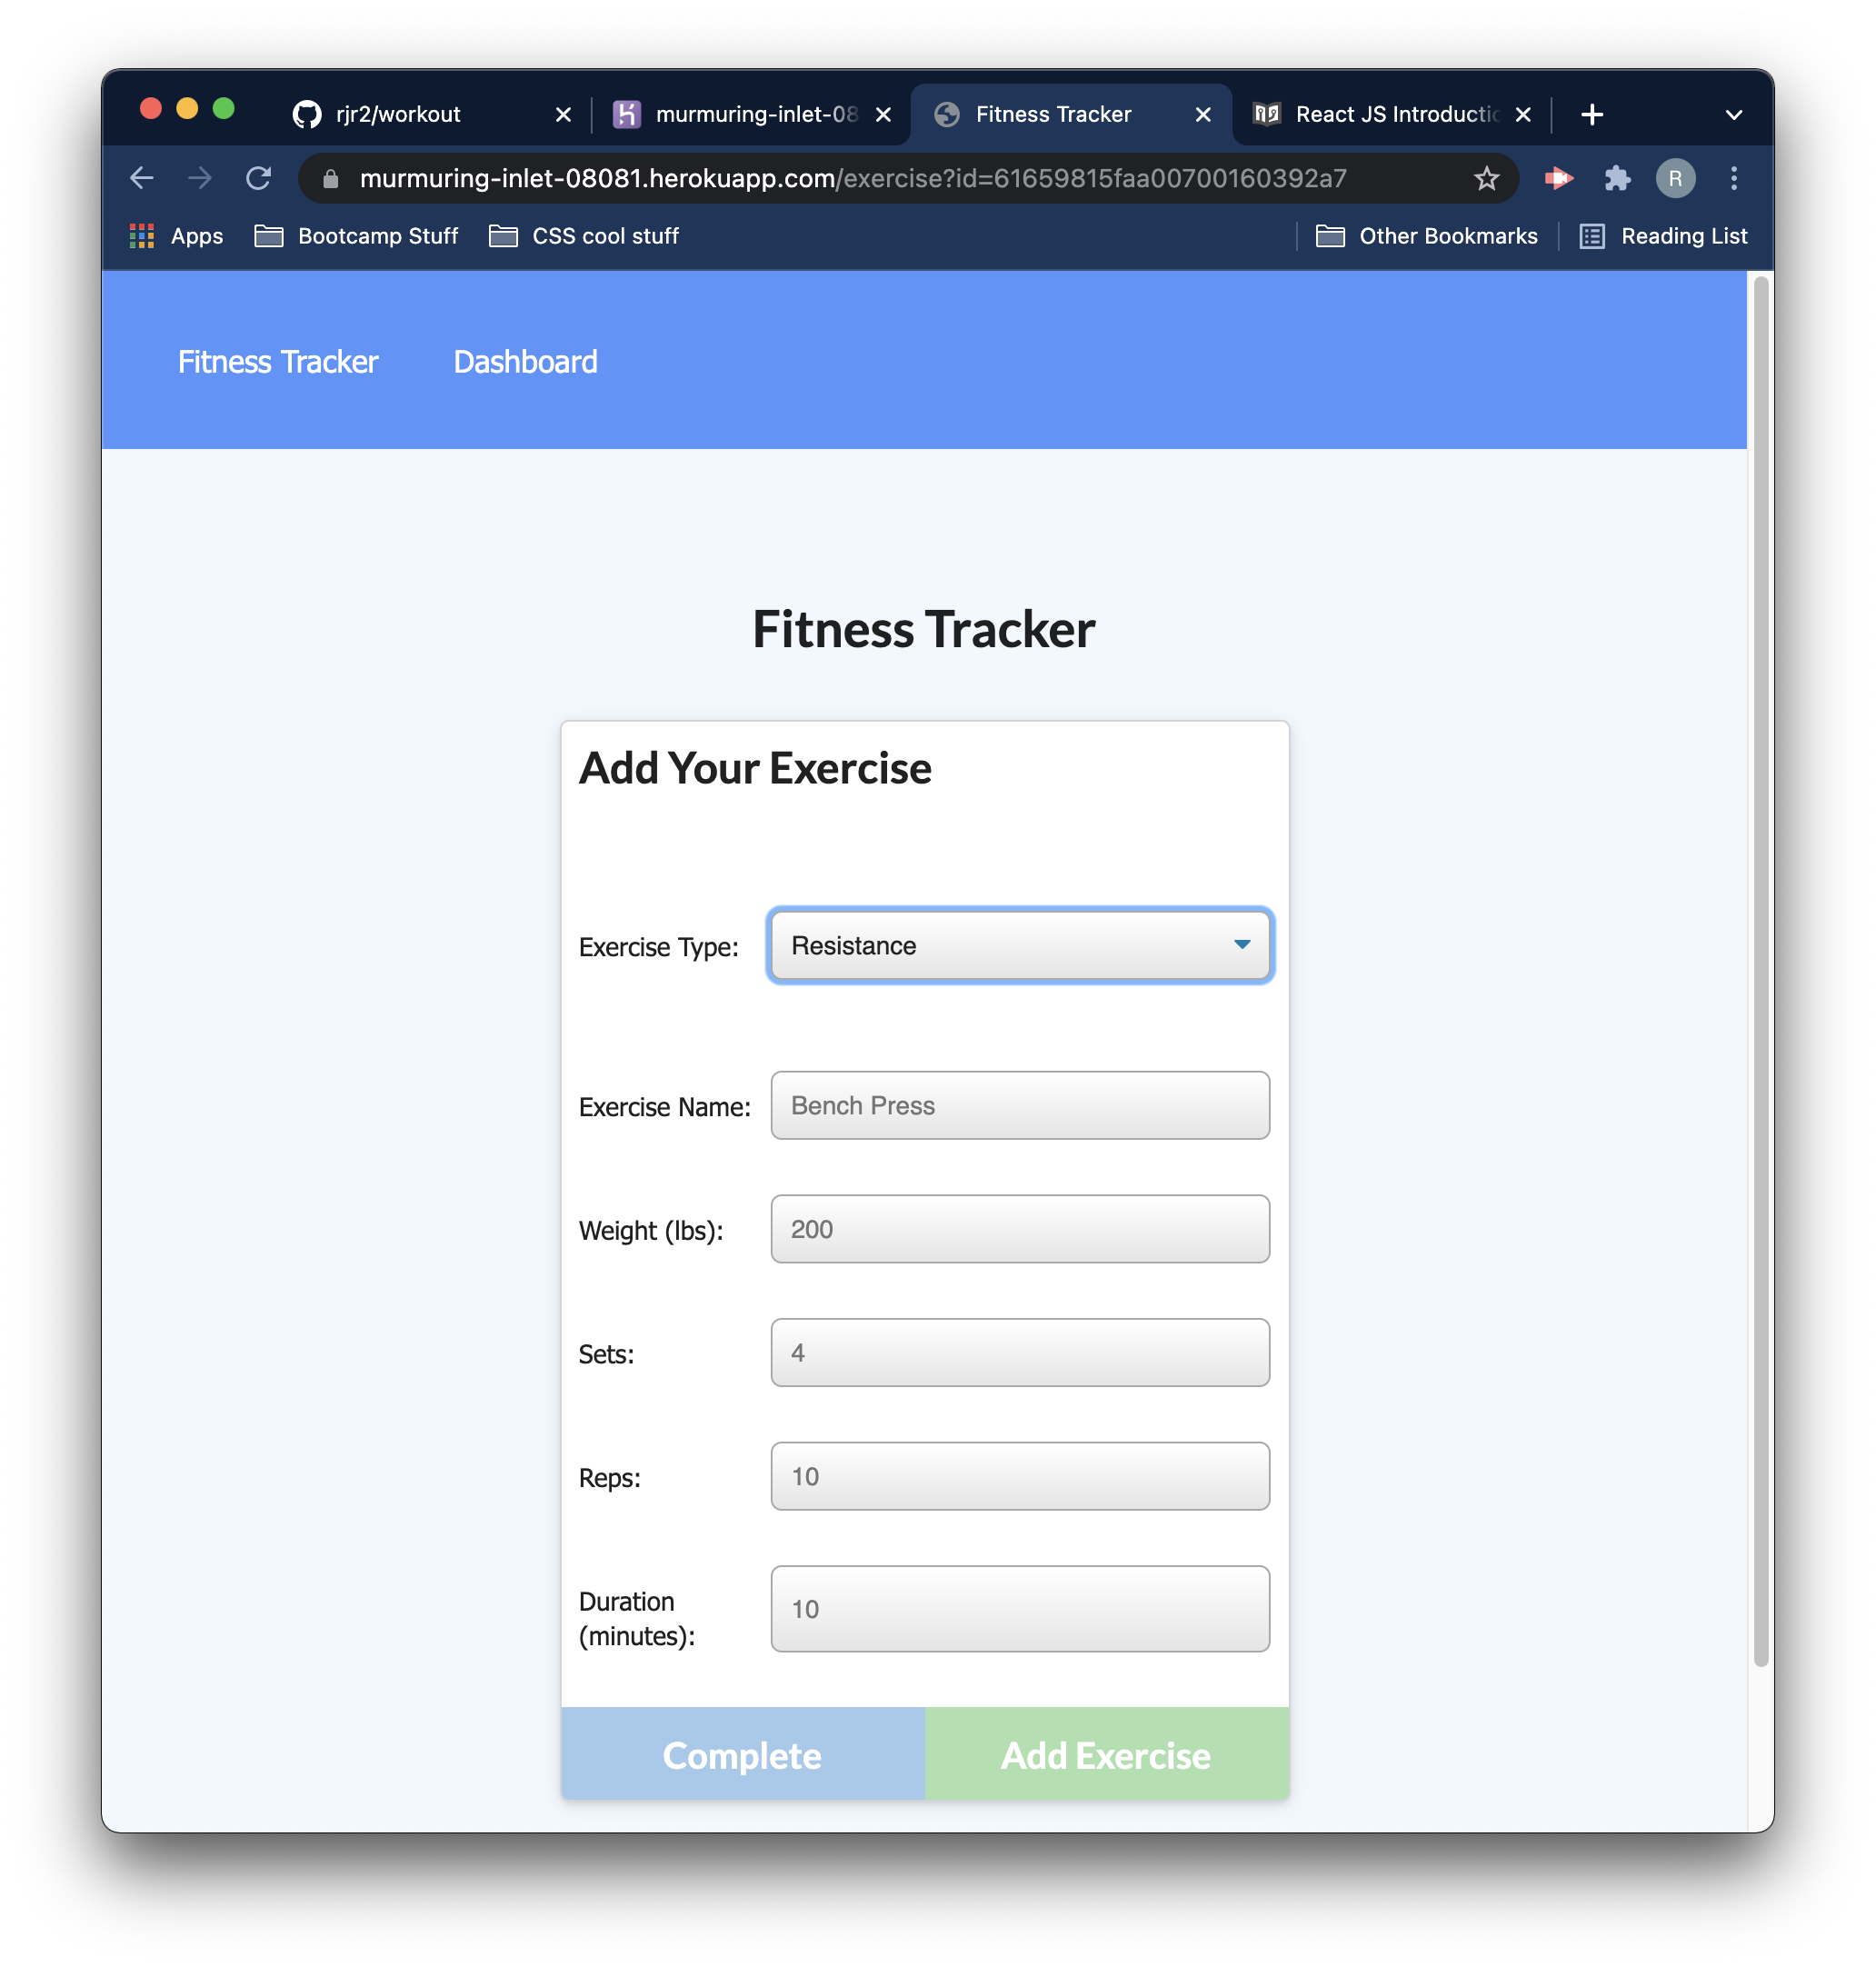 rjr2/workout
murmuring-inlet-08
Fitness Tracker
React JS Introductio
murmuring-inlet-08081.herokuapp.com/exercise?id=61659815faa00700160392a7
R
Apps
Bootcamp Stuff
CSS cool stuff
Other Bookmarks
Reading List
Fitness Tracker
Dashboard
Fitness Tracker
Add Your Exercise
Exercise Type:
Resistance
Exercise Name:
Bench Press
Weight (lbs):
200
Sets:
4
Reps:
10
Duration
(minutes):
10
Complete
Add Exercise